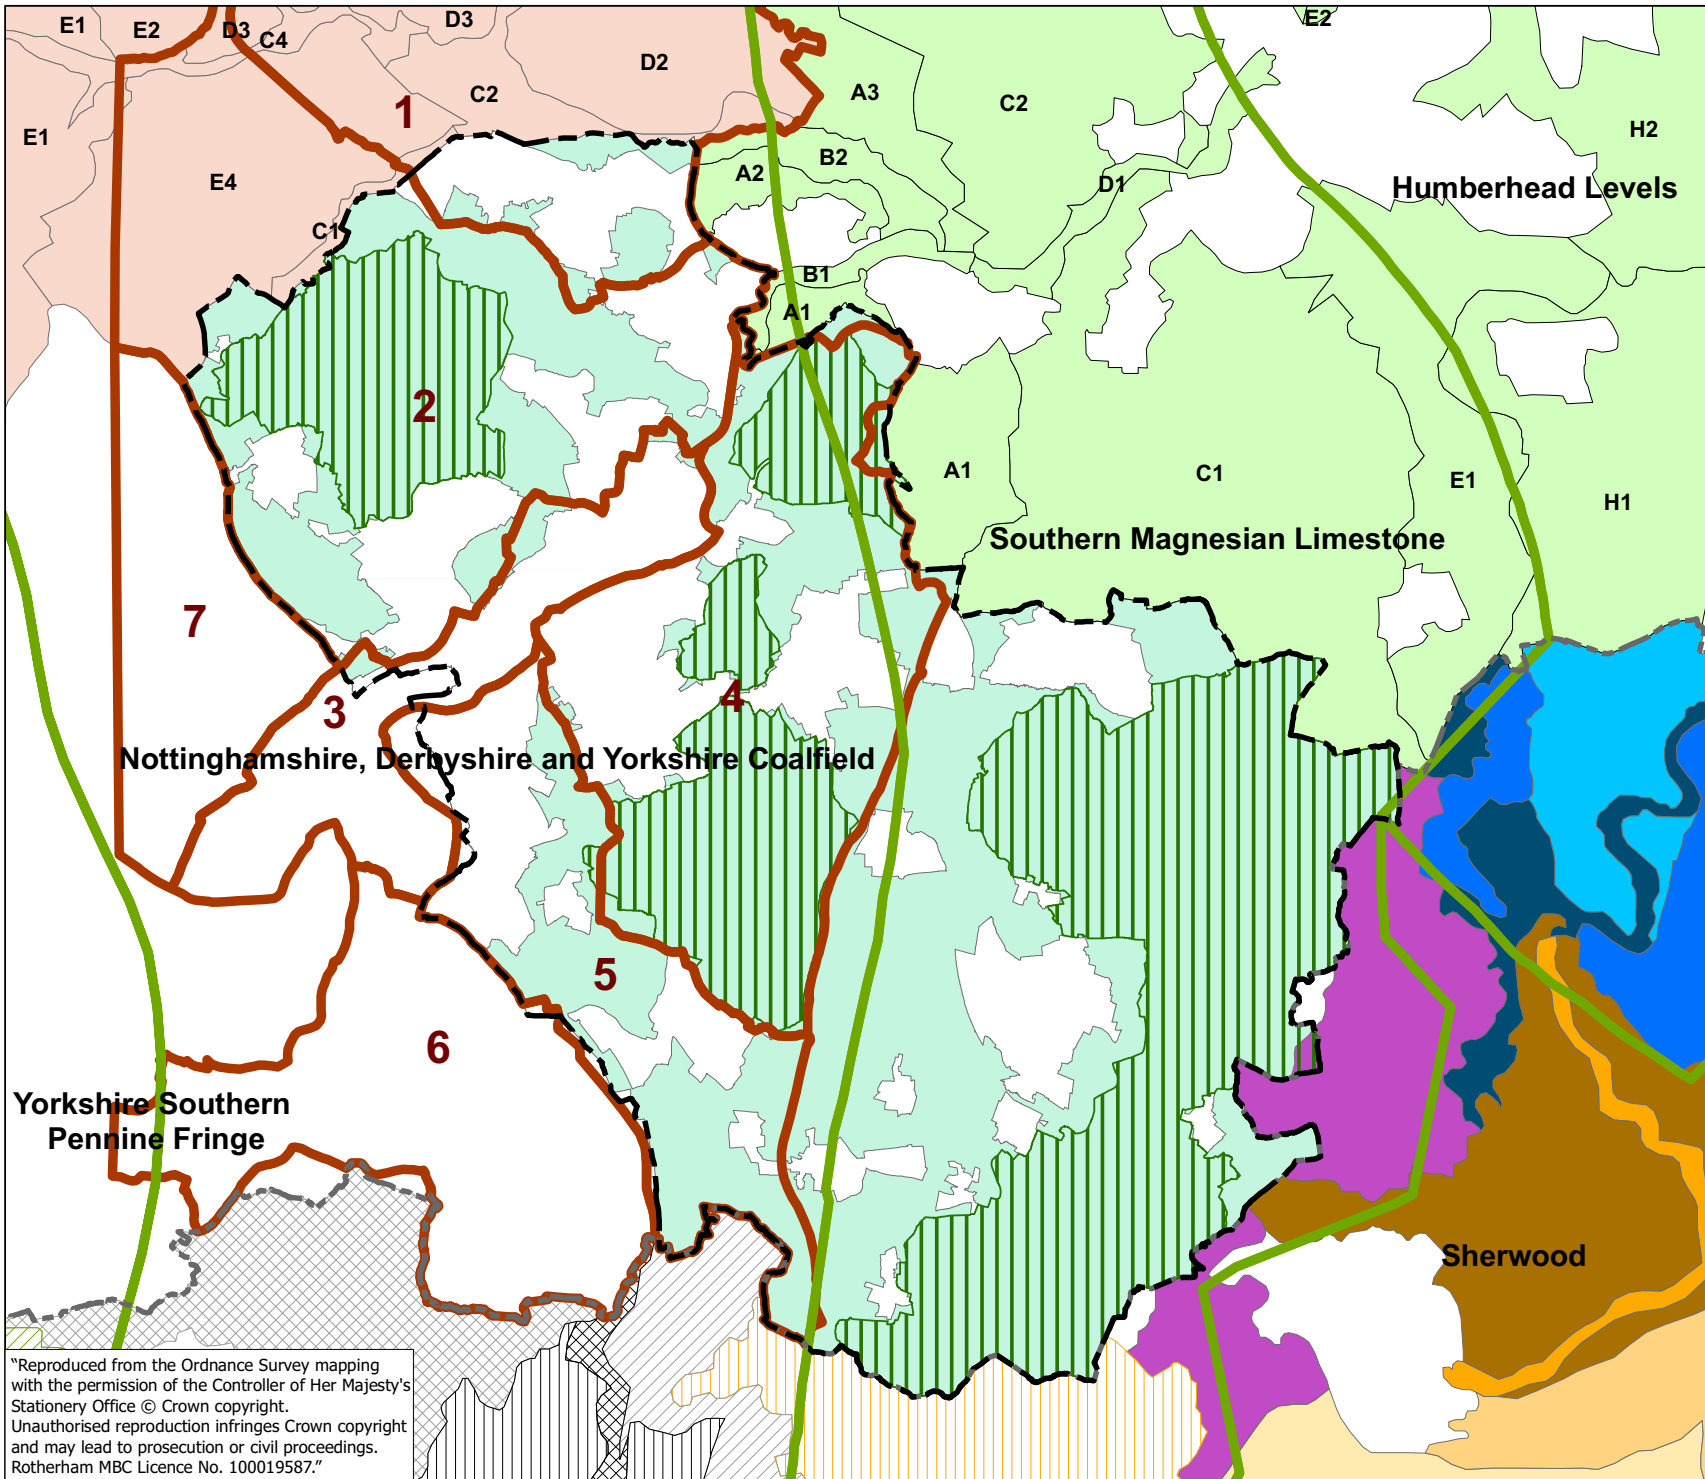 E1
E2
D3
C4
D3
E2
D2
C2
A3
C2
1
H2
E1
B2
A2
E4
D1
Humberhead Levels
C1
B1
A1
2
A1
C1
E1
H1
Southern Magnesian Limestone
7
4
3
Nottinghamshire, Derbyshire and Yorkshire Coalfield
5
6
Yorkshire Southern
Pennine Fringe
Sherwood
“Reproduced from the Ordnance Survey mapping
with the permission of the Controller of Her Majesty's
Stationery Office © Crown copyright.
Unauthorised reproduction infringes Crown copyright
and may lead to prosecution or civil proceedings.
Rotherham MBC Licence No. 100019587.”